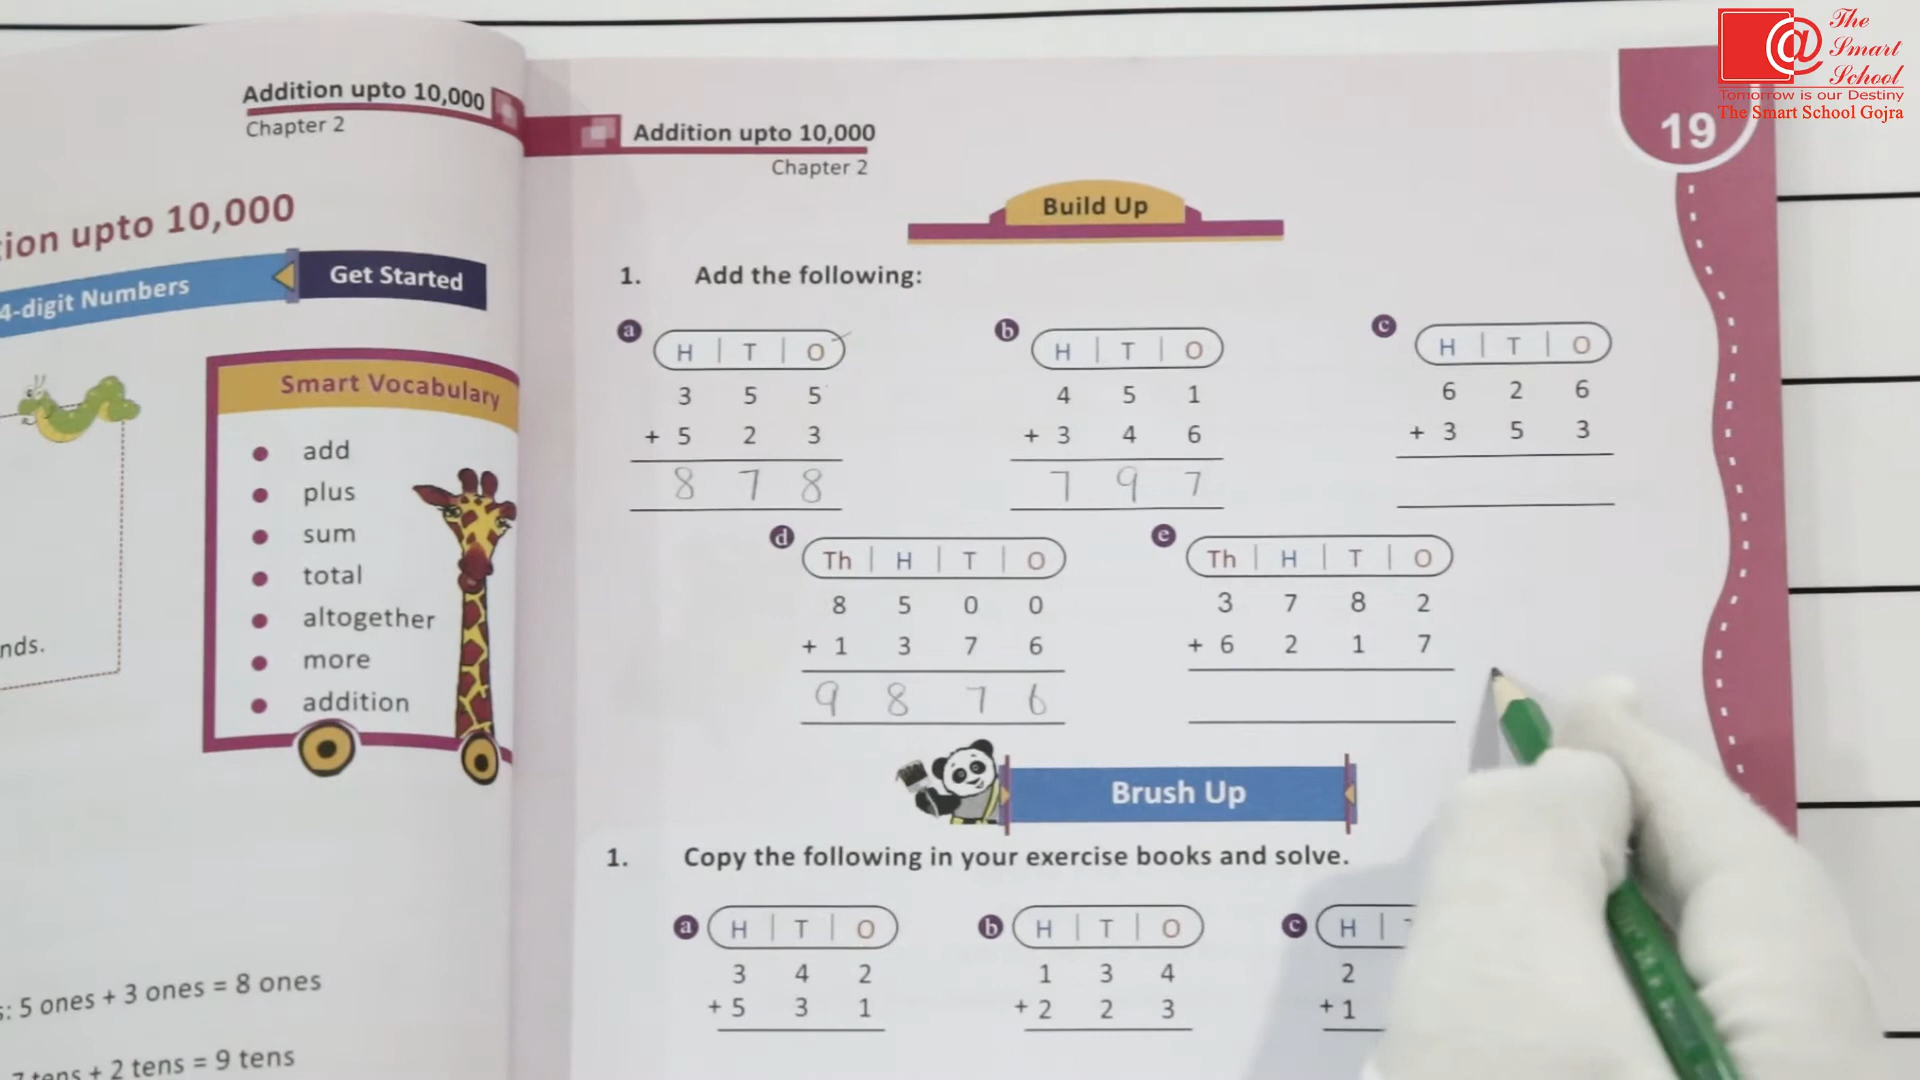 The
Smart
School
Tomorrow is our Destiny
The Smart School Gojra
Addition upto 10,000
Chapter 2
ion upto 10,000
4-digit Numbers
Get Started
Smart Vocabulary
add
plus
sum
total
altogether
more
addition
nds.
: 5 ones + 3 ones = 8 ones
7 tens + 2 tens = 9 tens
Addition upto 10,000
Chapter 2
19
Build Up
1. Add the following:
a H | T | O
3 5 5
+ 5 2 3
8 7 8
b H | T | O
4 5 1
+ 3 4 6
7 9 7
c H | T | O
6 2 6
+ 3 5 3
d Th | H | T | O
8 5 0 0
+ 1 3 7 6
9 8 7 6
e Th | H | T | O
3 7 8 2
+ 6 2 1 7
Brush Up
1. Copy the following in your exercise books and solve.
a H | T | O
3 4 2
+ 5 3 1
b H | T | O
1 3 4
+ 2 2 3
c H |
2
+ 1